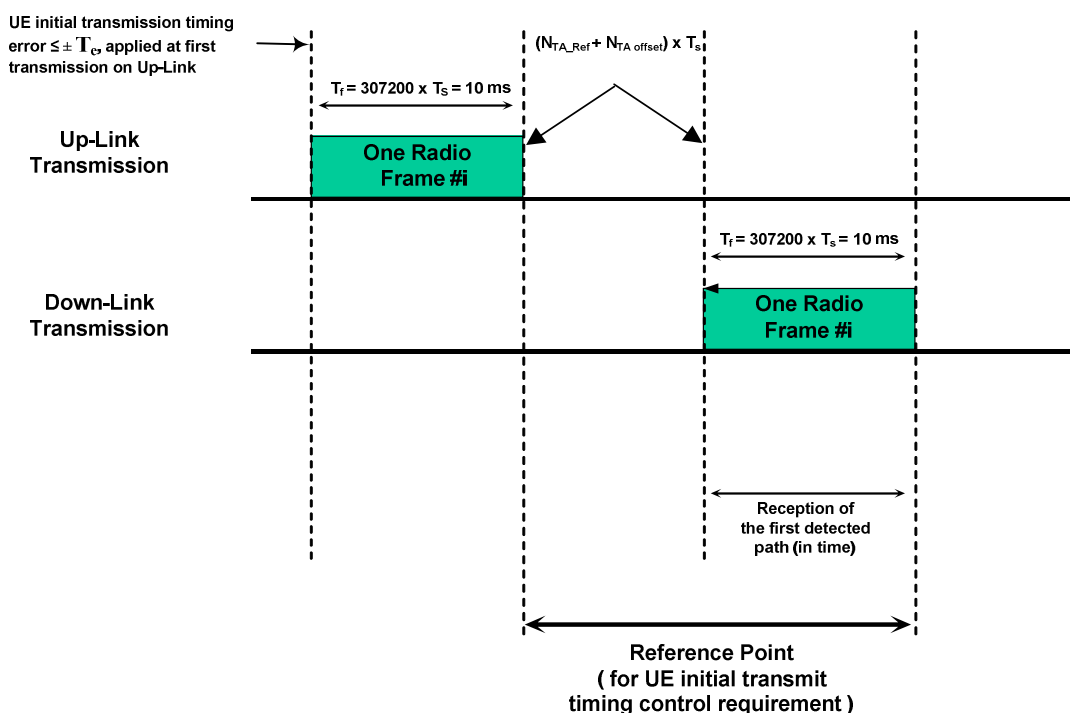 UE initial transmission timing
error ≤ ± Te, applied at first
transmission on Up-Link
(NTA_Ref + NTA offset) x Ts
Tf = 307200 x TS = 10 ms
Up-Link
Transmission
One Radio
Frame #i
Tf = 307200 x Ts = 10 ms
Down-Link
Transmission
One Radio
Frame #i
Reception of
the first detected
path (in time)
Reference Point
( for UE initial transmit
timing control requirement )